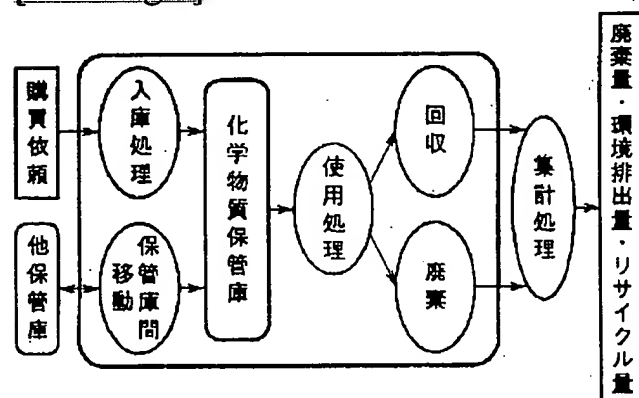 購買依頼
他保管庫
入庫処理
保管庫間
移動
化学物質保管庫
使用処理
回収
廃棄
集計処理
廃棄量・環境排出量・リサイクル量